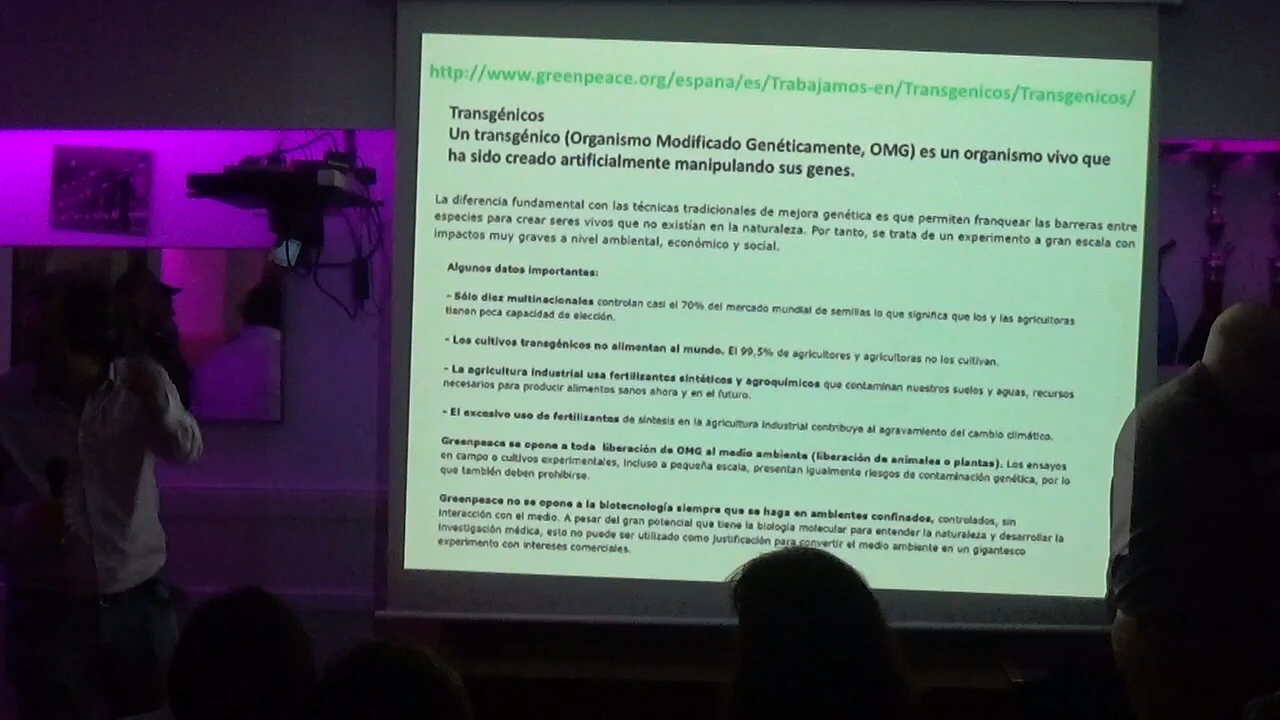 http://www.greenpeace.org/espana/es/Trabajamos-en/Transgenicos/Transgenicos/
Transgénicos
Un transgénico (Organismo Modificado Genéticamente, OMG) es un organismo vivo que
ha sido creado artificialmente manipulando sus genes.
La diferencia fundamental con las técnicas tradicionales de mejora genética es que permiten franquear las barreras entre
especies para crear seres vivos que no existían en la naturaleza. Por tanto, se trata de un experimento a gran escala con
impactos muy graves a nivel ambiental, económico y social.
Algunos datos importantes:
- Sólo diez multinacionales controlan casi el 70% del mercado mundial de semillas lo que significa que los y las agricultoras
tienen poca capacidad de elección.
- Los cultivos transgénicos no alimentan al mundo. El 99,5% de agricultores y agricultoras no los cultivan.
- La agricultura industrial usa fertilizantes sintéticos y agroquímicos que contaminan nuestros suelos y aguas, recursos
necesarios para producir alimentos sanos ahora y en el futuro.
- El excesivo uso de fertilizantes de síntesis en la agricultura industrial contribuye al agravamiento del cambio climático.
Greenpeace se opone a toda liberación de OMG al medio ambiente (liberación de animales o plantas). Los ensayos
en campo o cultivos experimentales, incluso a pequeña escala, presentan igualmente riesgos de contaminación genética, por lo
que también deben prohibirse.
Greenpeace no se opone a la biotecnología siempre que se haga en ambientes confinados, controlados, sin
interacción con el medio. A pesar del gran potencial que tiene la biología molecular para entender la naturaleza y desarrollar la
investigación médica, esto no puede ser utilizado como justificación para convertir el medio ambiente en un gigantesco
experimento con intereses comerciales.